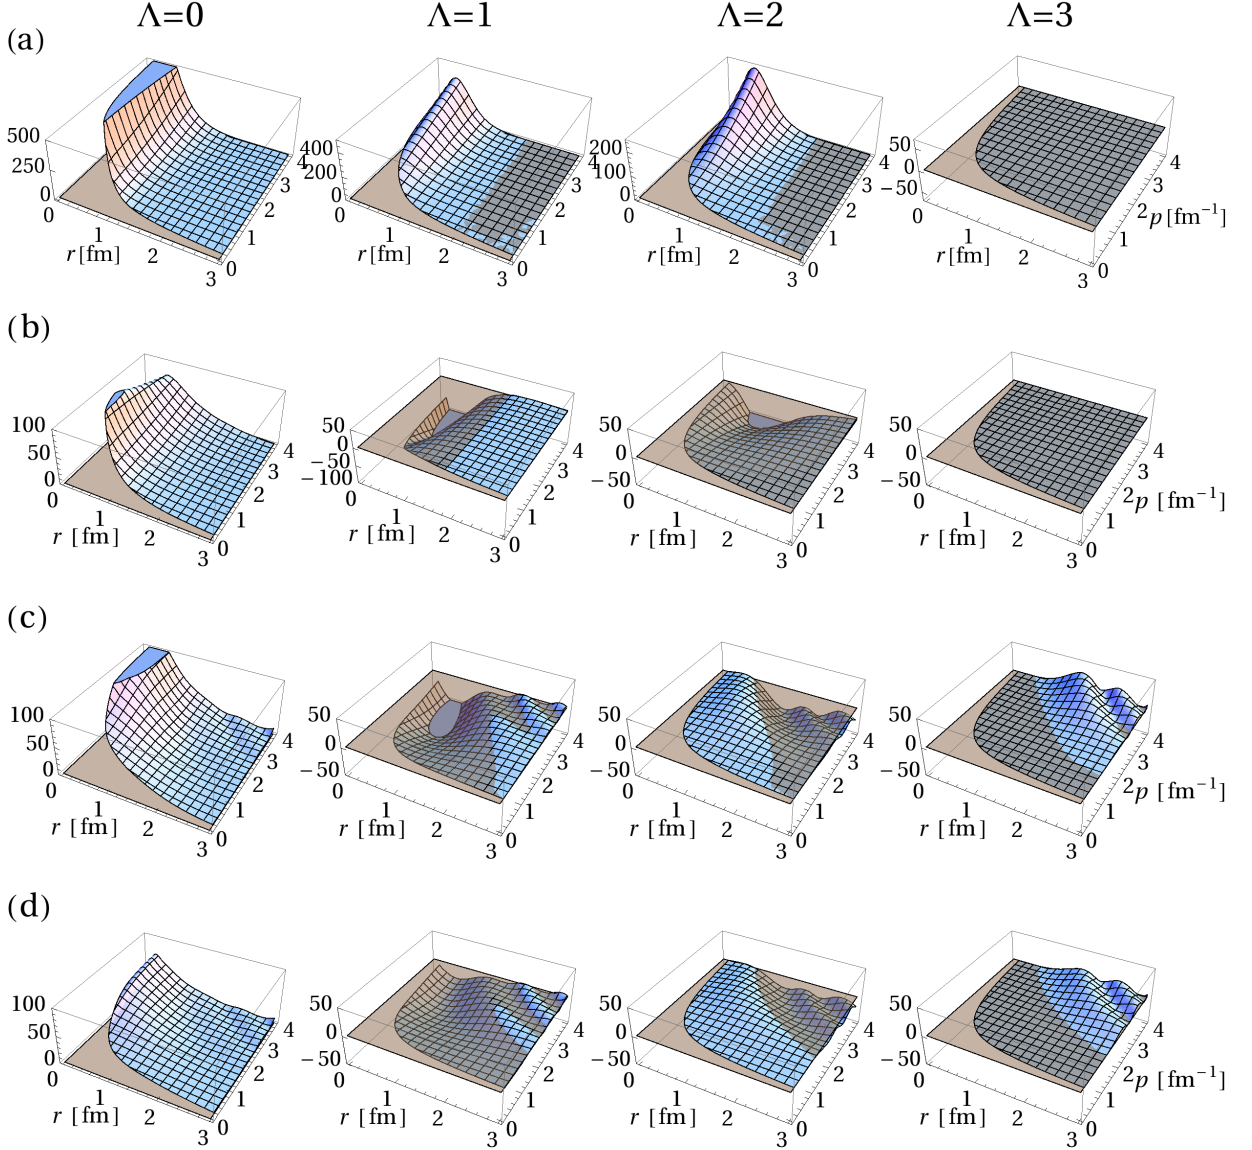 Λ=0 Λ=1 Λ=2 Λ=3
(a)
500 250 0 0 1 2 3 r[fm] 0 1 2 3 4
400 200 0 0 1 2 3 r[fm] 0 1 2 3 4
200 100 0 0 1 2 3 r[fm] 0 1 2 3 4
50 0 −50 0 1 2 3 r[fm] 0 1 2 3 4 p[fm⁻¹]
(b)
100 50 0 0 1 2 3 r [fm] 0 1 2 3 4
50 0 −50 −100 0 1 2 3 r [fm] 0 1 2 3 4
50 0 −50 0 1 2 3 r [fm] 0 1 2 3 4
50 0 −50 0 1 2 3 r [fm] 0 1 2 3 4 p [fm⁻¹]
(c)
100 50 0 0 1 2 3 r [fm] 0 1 2 3 4
50 0 −50 0 1 2 3 r [fm] 0 1 2 3 4
50 0 −50 0 1 2 3 r [fm] 0 1 2 3 4
50 0 −50 0 1 2 3 r [fm] 0 1 2 3 4 p [fm⁻¹]
(d)
100 50 0 0 1 2 3 r [fm] 0 1 2 3 4
50 0 −50 0 1 2 3 r [fm] 0 1 2 3 4
50 0 −50 0 1 2 3 r [fm] 0 1 2 3 4
50 0 −50 0 1 2 3 r [fm] 0 1 2 3 4 p [fm⁻¹]